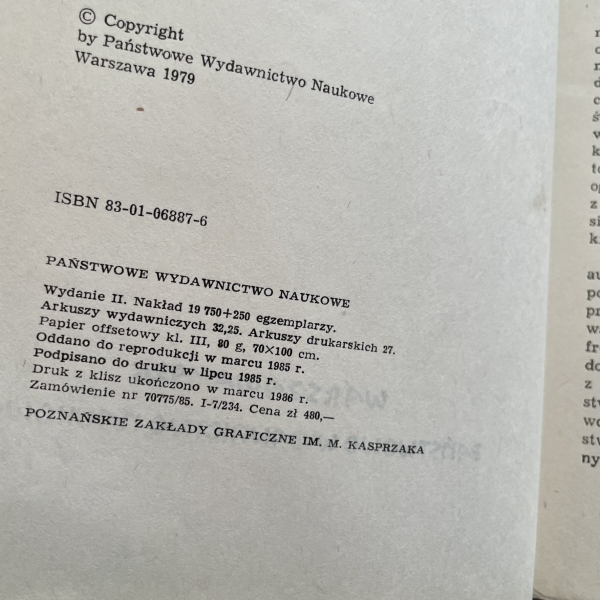 © Copyright
by Państwowe Wydawnictwo Naukowe
Warszawa 1979
ISBN 83-01-06887-6
PAŃSTWOWE WYDAWNICTWO NAUKOWE
Wydanie II. Nakład 19 750+250 egzemplarzy.
Arkuszy wydawniczych 32,25. Arkuszy drukarskich 27.
Papier offsetowy kl. III, 80 g, 70×100 cm.
Oddano do reprodukcji w marcu 1985 r.
Podpisano do druku w lipcu 1985 r.
Druk z klisz ukończono w marcu 1986 r.
Zamówienie nr 70775/85. I-7/234. Cena zł 480,—
POZNAŃSKIE ZAKŁADY GRAFICZNE IM. M. KASPRZAKA